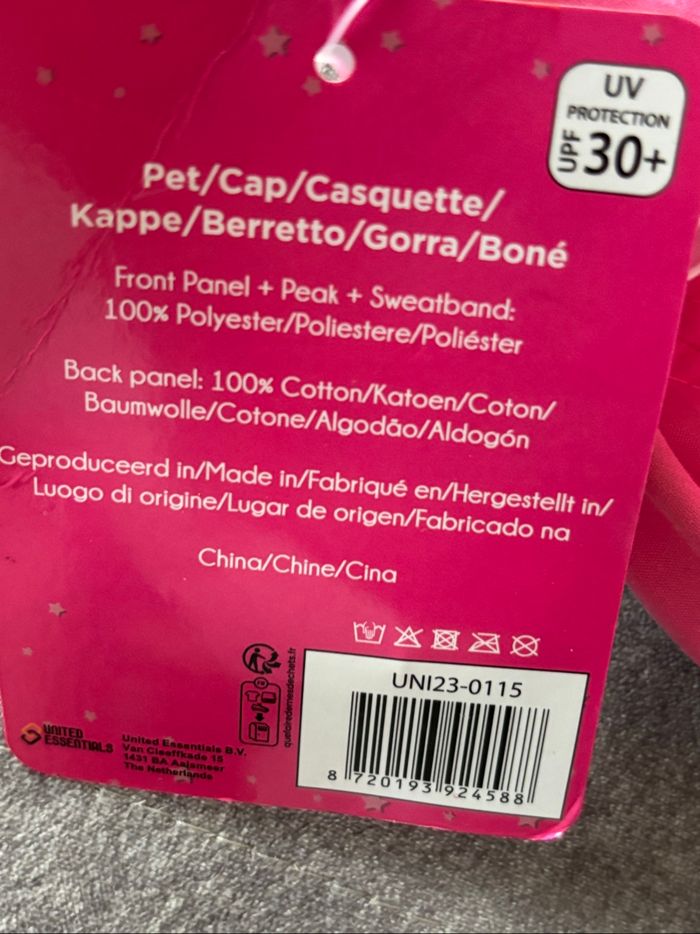 UV
PROTECTION
UPF 30+
Pet/Cap/Casquette/
Kappe/Berretto/Gorra/Boné
Front Panel + Peak + Sweatband:
100% Polyester/Poliestere/Poliéster
Back panel: 100% Cotton/Katoen/Coton/
Baumwolle/Cotone/Algodão/Aldogón
Geproduceerd in/Made in/Fabriqué en/Hergestellt in/
Luogo di origine/Lugar de origen/Fabricado na
China/Chine/Cina
UNI23-0115
8 720193 924588
FR
quefairedemesdechets.fr
UNITED
ESSENTIALS
United Essentials B.V.
Van Cleeffkade 15
1431 BA Aalsmeer
The Netherlands